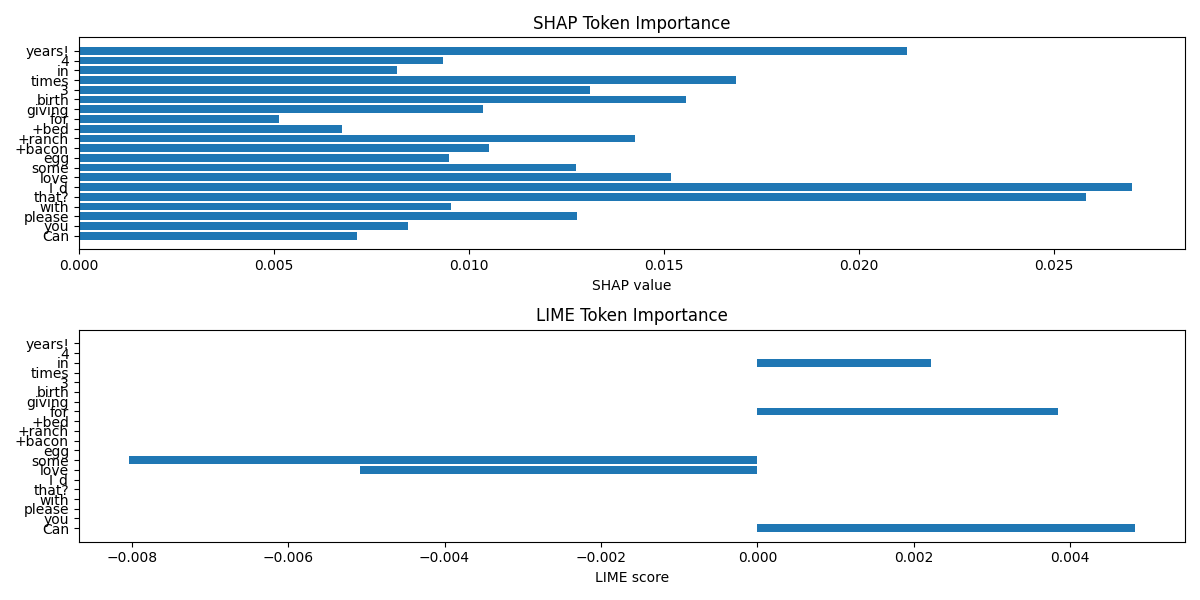 SHAP Token Importance
years!
4
in
times
3
birth
giving
for
+bed
+ranch
+bacon
egg
some
love
I d
that?
with
please
you
Can
0.000 0.005 0.010 0.015 0.020 0.025
SHAP value
LIME Token Importance
years!
4
in
times
3
birth
giving
for
+bed
+ranch
+bacon
egg
some
love
I d
that?
with
please
you
Can
−0.008 −0.006 −0.004 −0.002 0.000 0.002 0.004
LIME score